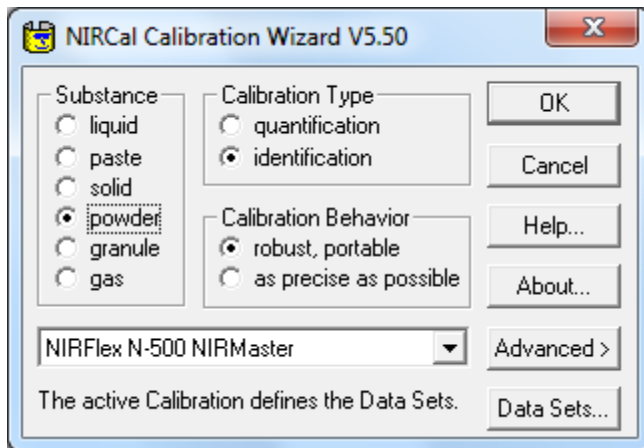 NIRCal Calibration Wizard V5.50
Substance
liquid
paste
solid
powder
granule
gas
Calibration Type
quantification
identification
Calibration Behavior
robust, portable
as precise as possible
OK
Cancel
Help...
About...
Advanced >
Data Sets...
NIRFlex N-500 NIRMaster
The active Calibration defines the Data Sets.